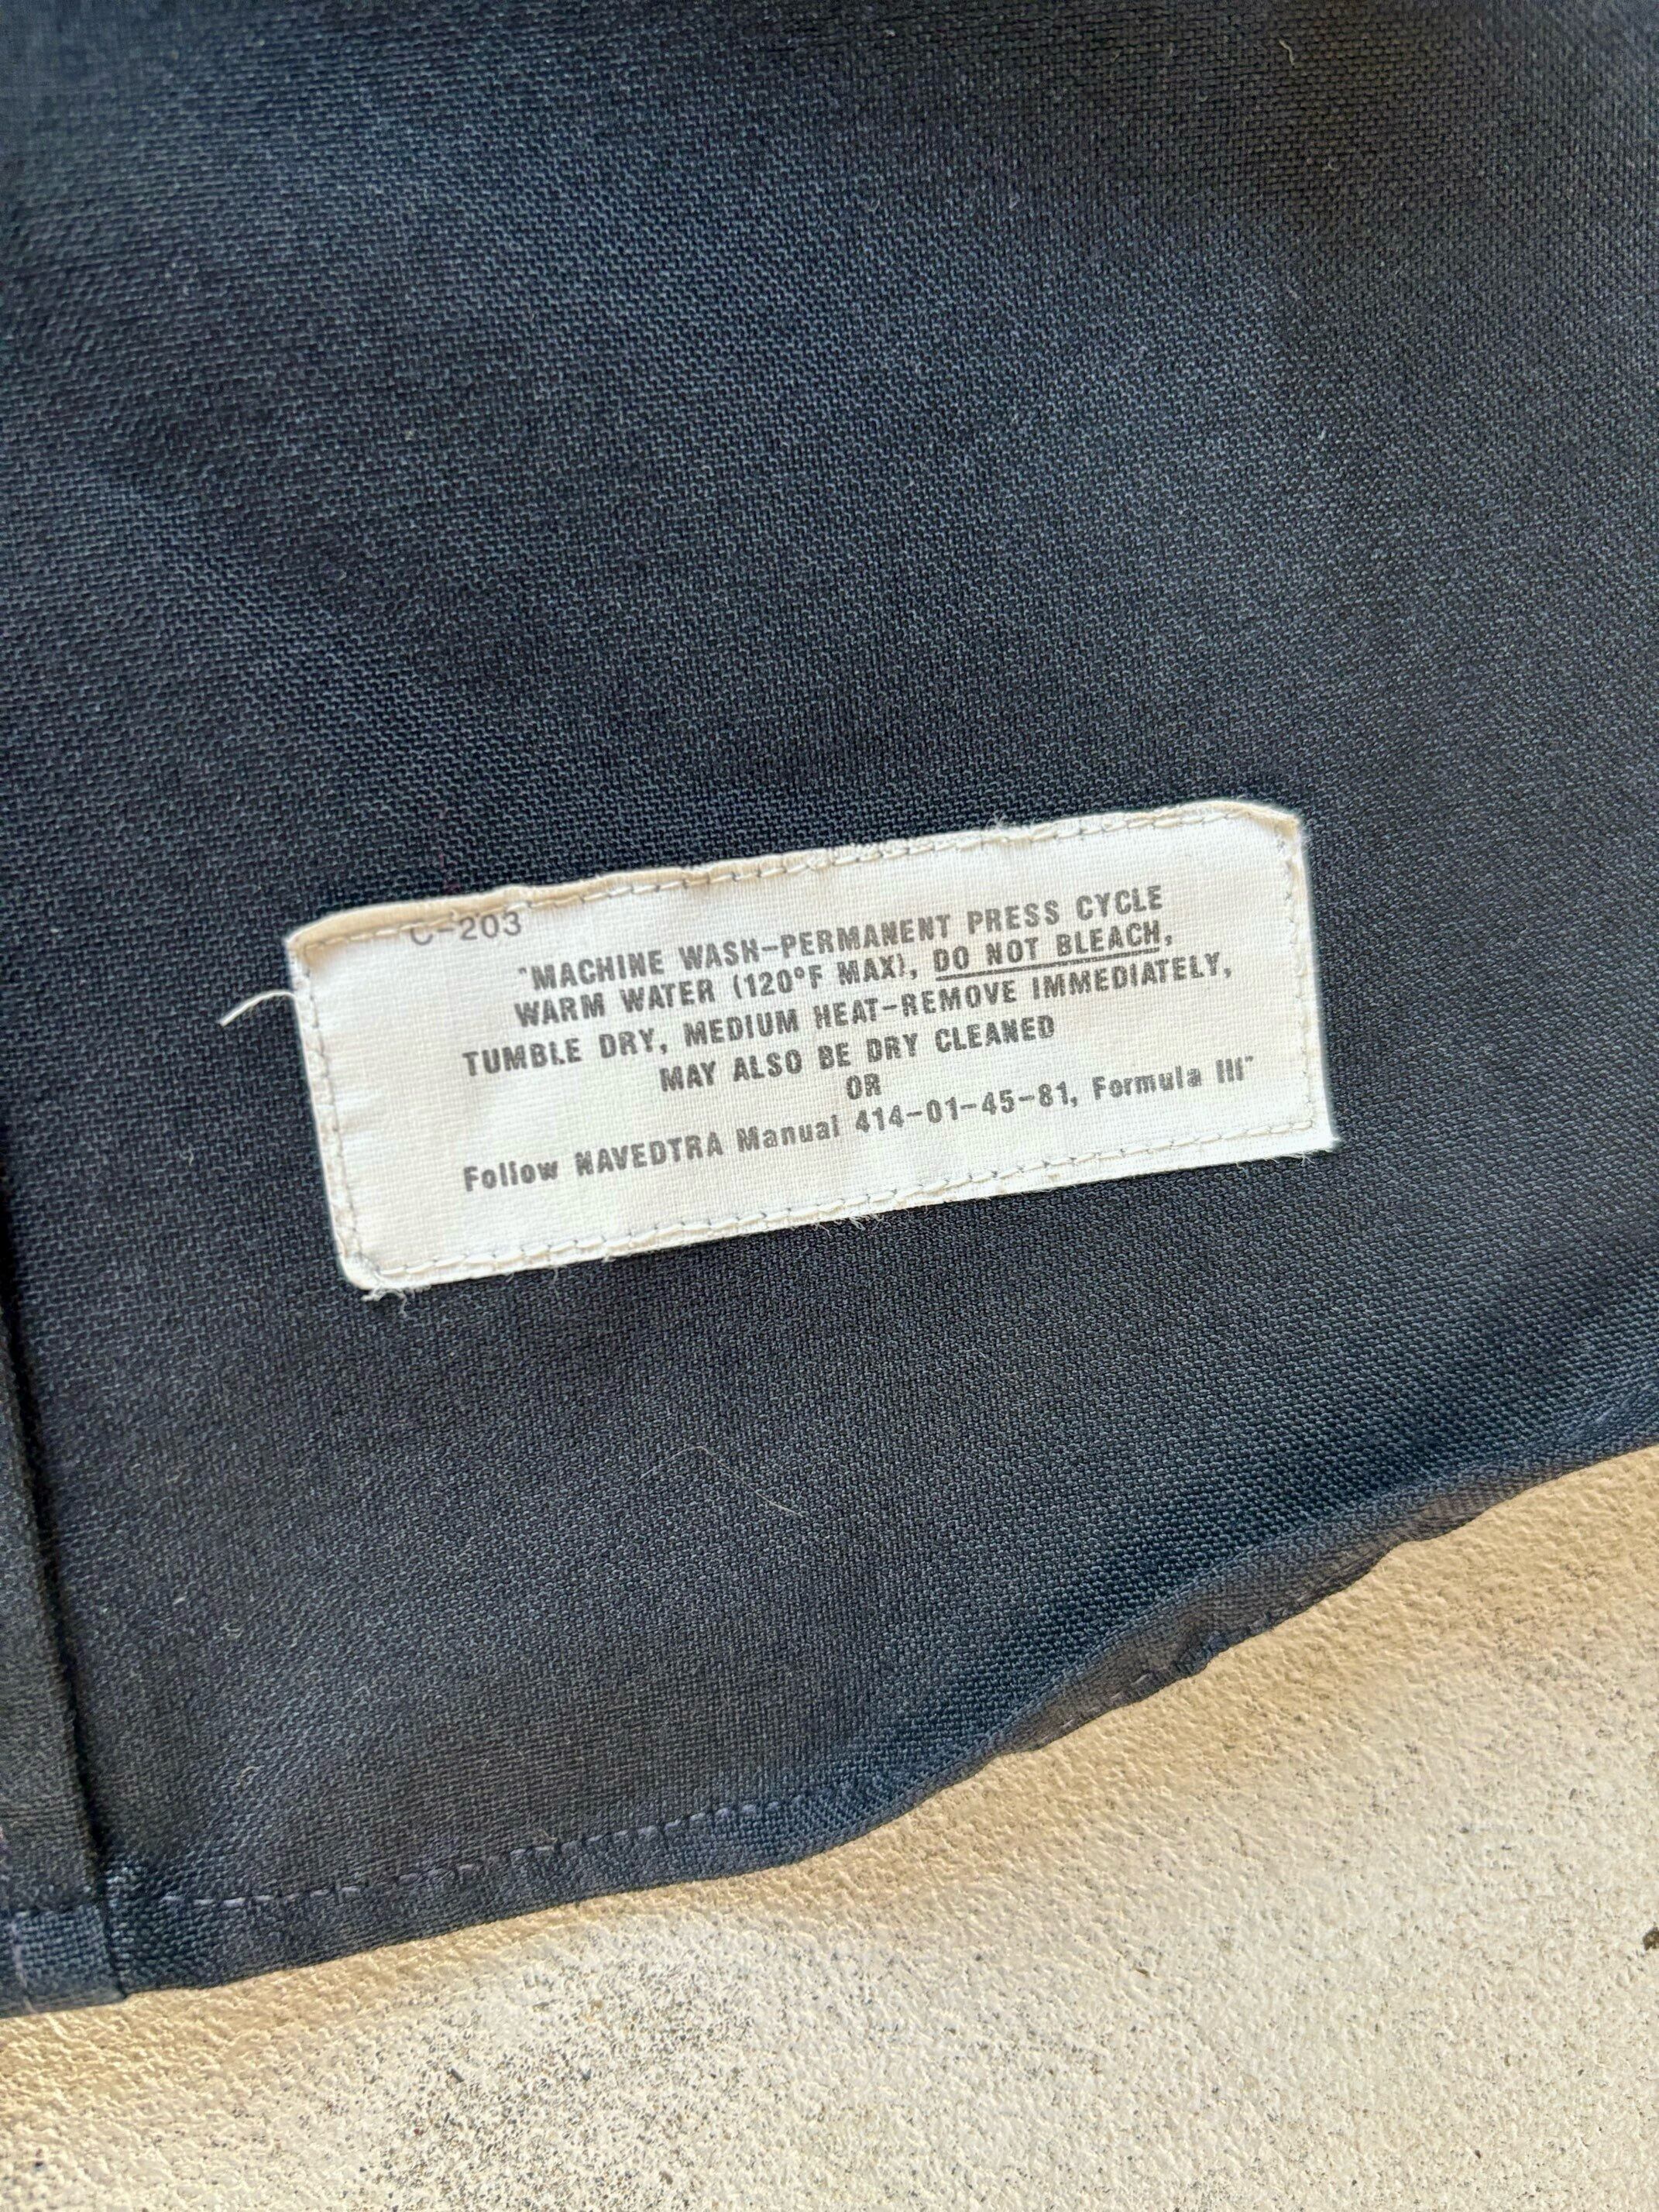 C-203
"MACHINE WASH-PERMANENT PRESS CYCLE
WARM WATER (120°F MAX), DO NOT BLEACH,
TUMBLE DRY, MEDIUM HEAT-REMOVE IMMEDIATELY,
MAY ALSO BE DRY CLEANED
OR
Follow NAVEDTRA Manual 414-01-45-81, Formula III"